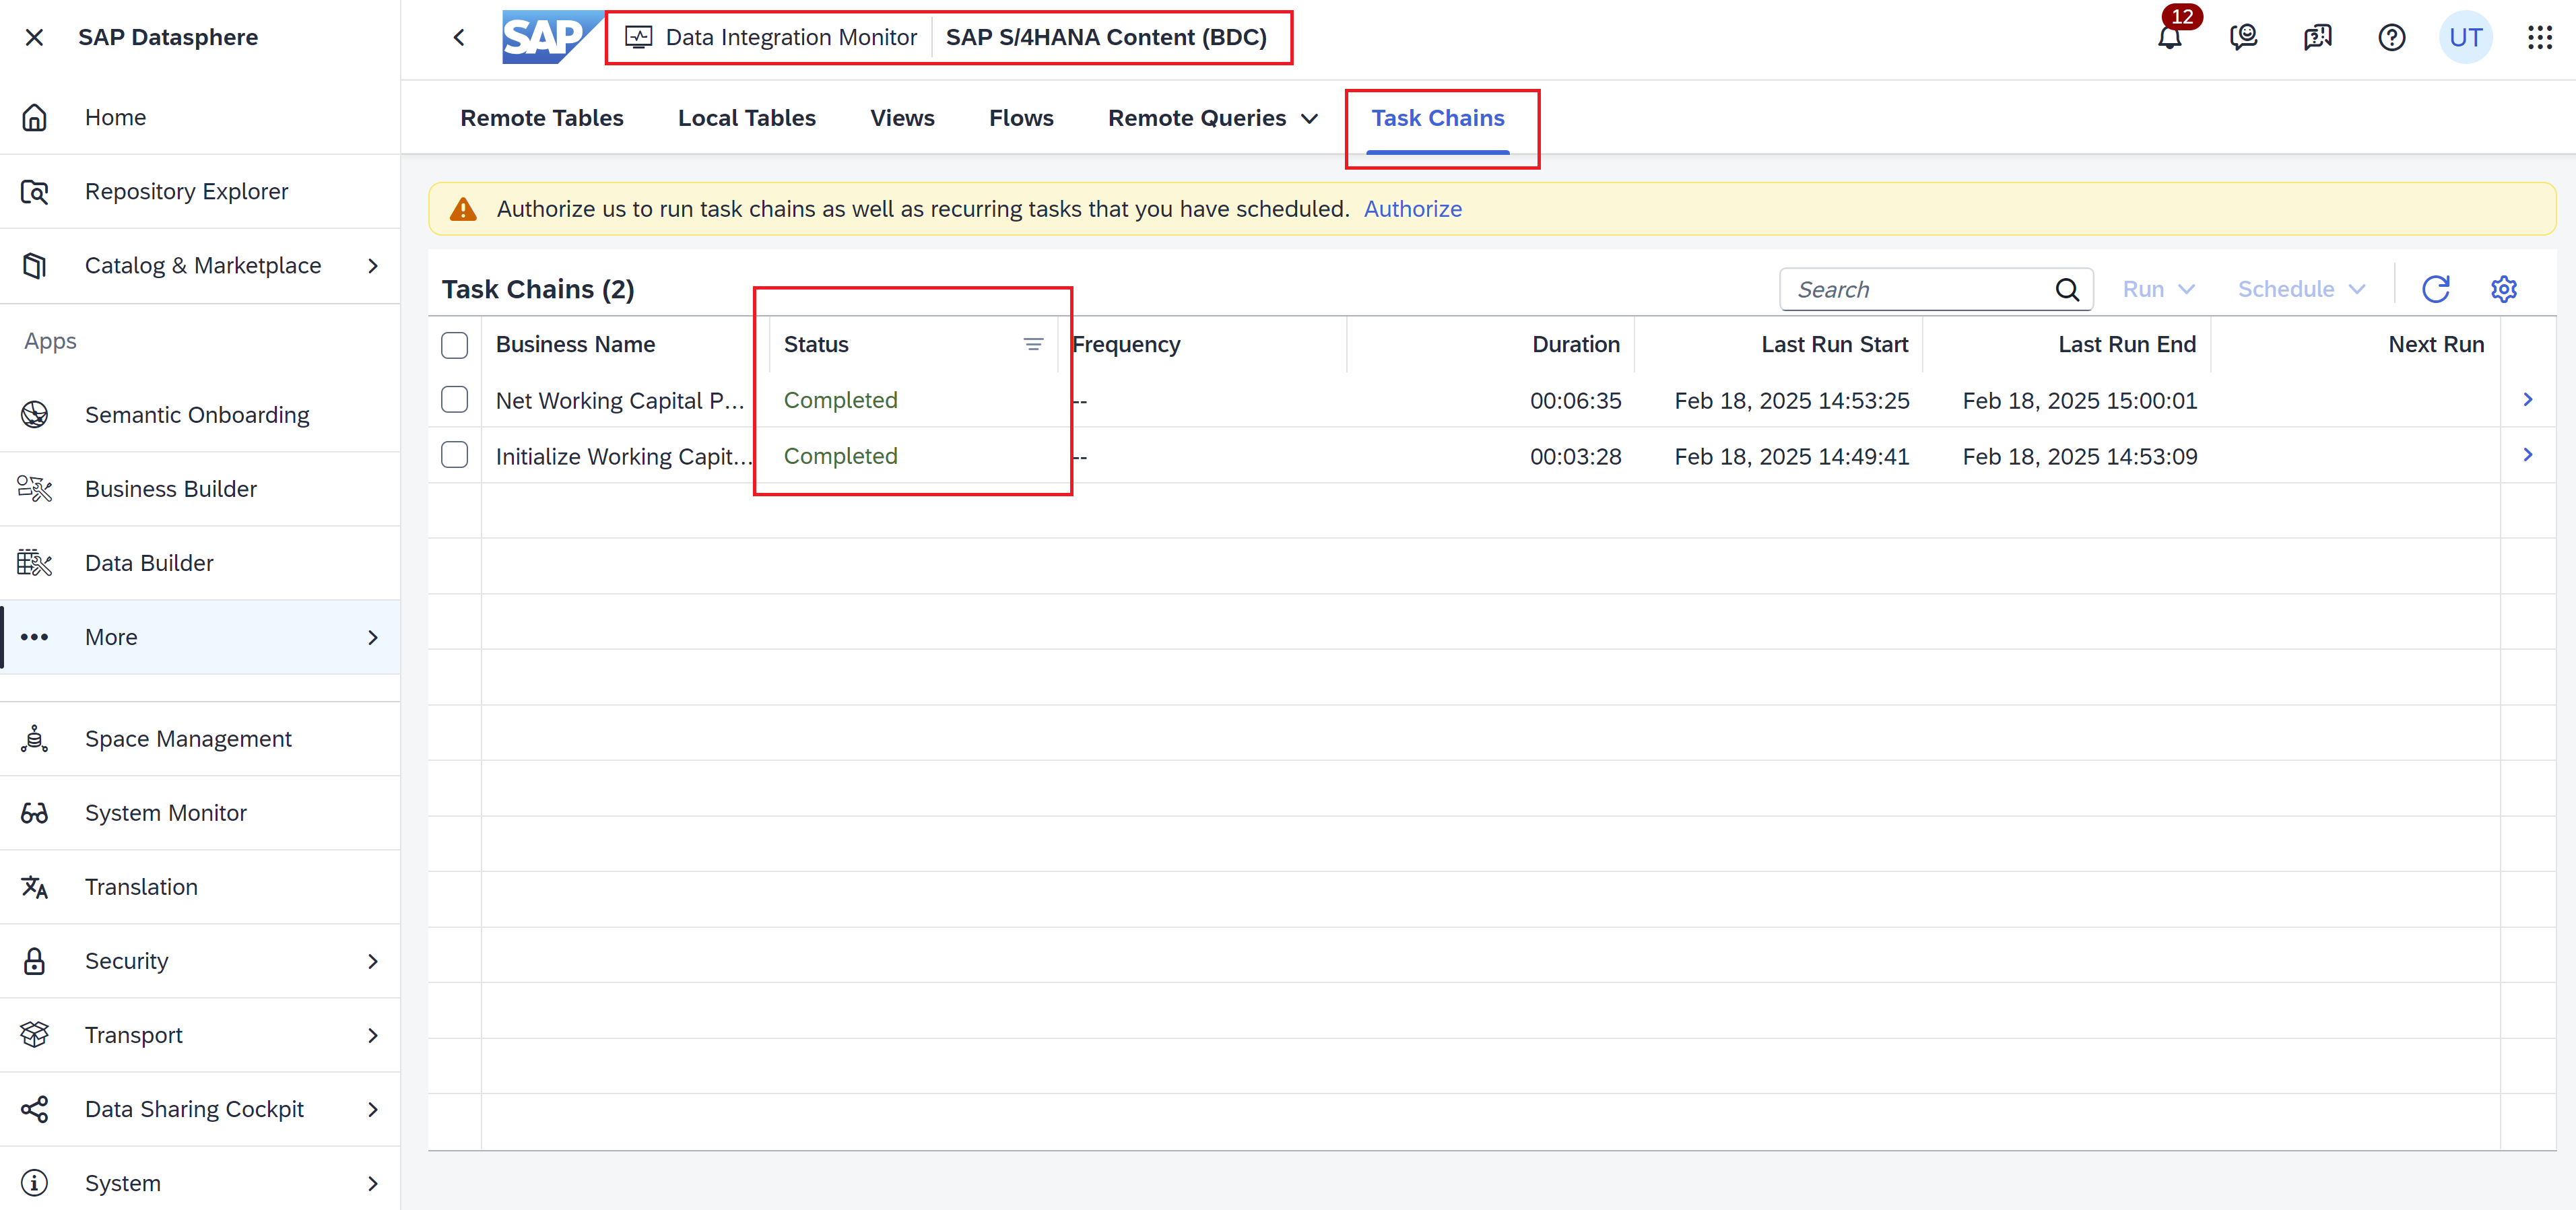 SAP Datasphere
SAP
Data Integration Monitor
SAP S/4HANA Content (BDC)
12
UT
Home
Repository Explorer
Catalog & Marketplace
Apps
Semantic Onboarding
Business Builder
Data Builder
More
Space Management
System Monitor
Translation
Security
Transport
Data Sharing Cockpit
System
Remote Tables Local Tables Views Flows Remote Queries Task Chains
Authorize us to run task chains as well as recurring tasks that you have scheduled. Authorize
Task Chains (2)
Search
Run
Schedule
Business Name Status Frequency Duration Last Run Start Last Run End Next Run
Net Working Capital P... Completed -- 00:06:35 Feb 18, 2025 14:53:25 Feb 18, 2025 15:00:01
Initialize Working Capit... Completed -- 00:03:28 Feb 18, 2025 14:49:41 Feb 18, 2025 14:53:09